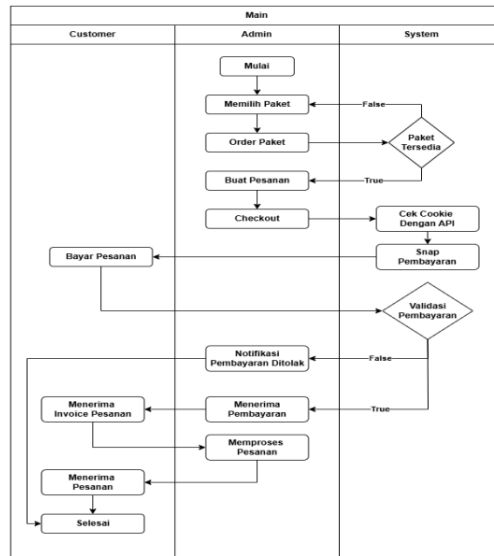 Main
Customer
Admin
System
Mulai
Memilih Paket
False
Order Paket
Paket
Tersedia
Buat Pesanan
True
Checkout
Cek Cookie
Dengan API
Bayar Pesanan
Snap
Pembayaran
Validasi
Pembayaran
Notifikasi
Pembayaran Ditolak
False
Menerima
Invoice Pesanan
Menerima
Pembayaran
True
Memproses
Pesanan
Menerima
Pesanan
Selesai